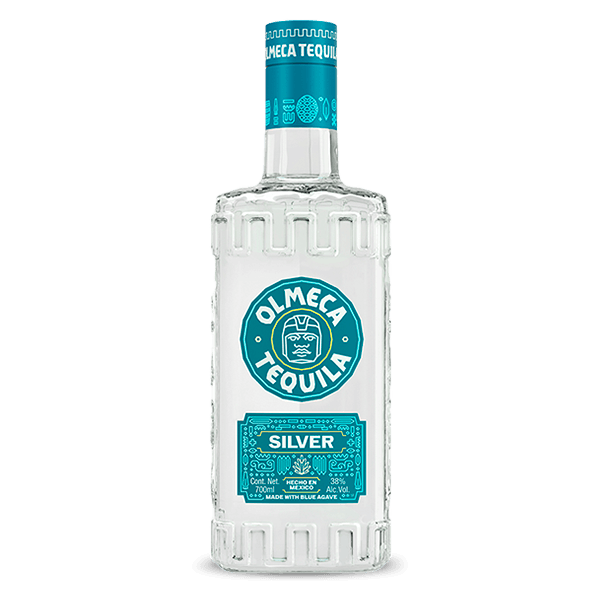 OLMECA TEQUILA
OLMECA
TEQUILA
SILVER
Cont. Net.
700ml
HECHO EN
MEXICO
38%
Alc.Vol.
MADE WITH BLUE AGAVE